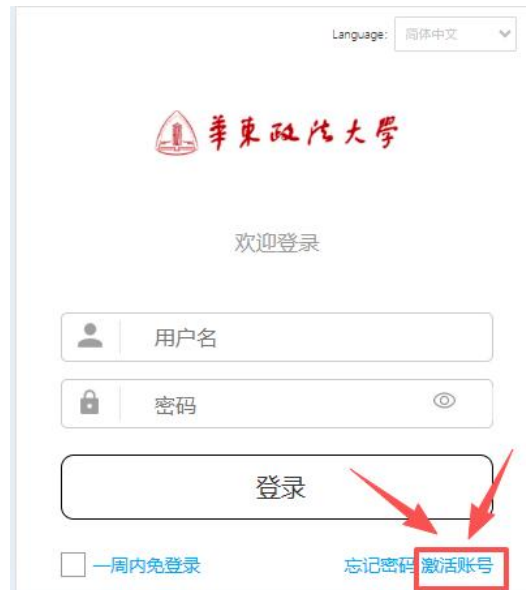 Language: 简体中文
華東政法大學
欢迎登录
用户名
密码
登录
一周内免登录 忘记密码 激活账号